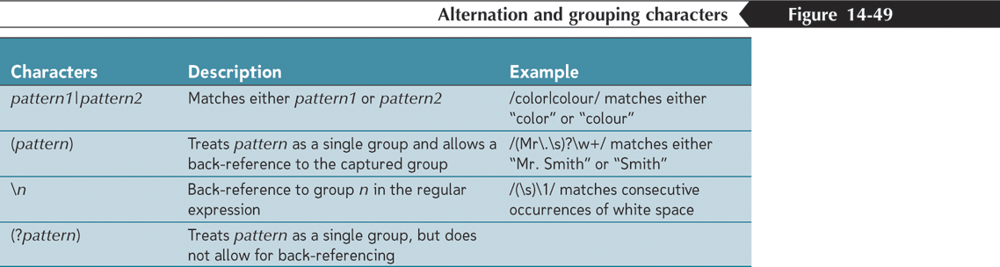 Alternation and grouping characters Figure 14-49
Characters Description Example
pattern1|pattern2 Matches either pattern1 or pattern2 /color|colour/ matches either
“color” or “colour”
(pattern) Treats pattern as a single group and allows a /(Mr\.\s)?\w+/ matches either
back-reference to the captured group “Mr. Smith” or “Smith”
\n Back-reference to group n in the regular /(\s)\1/ matches consecutive
expression occurrences of white space
(?pattern) Treats pattern as a single group, but does
not allow for back-referencing